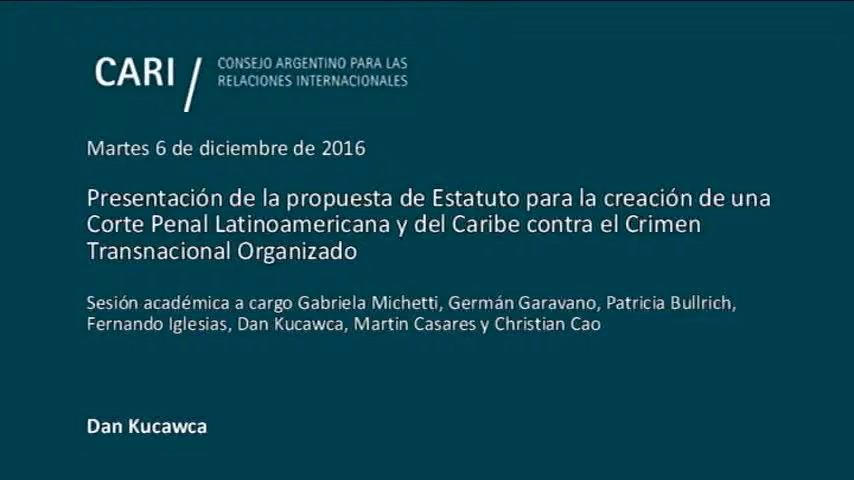 CARI
CONSEJO ARGENTINO PARA LAS
RELACIONES INTERNACIONALES
Martes 6 de diciembre de 2016
Presentación de la propuesta de Estatuto para la creación de una
Corte Penal Latinoamericana y del Caribe contra el Crimen
Transnacional Organizado
Sesión académica a cargo Gabriela Michetti, Germán Garavano, Patricia Bullrich,
Fernando Iglesias, Dan Kucawca, Martin Casares y Christian Cao
Dan Kucawca